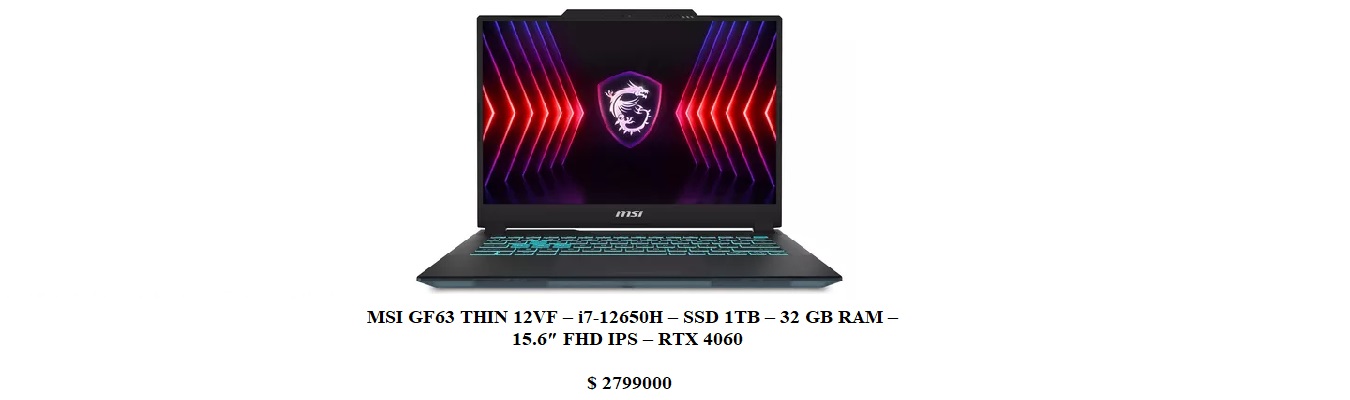 msi
MSI GF63 THIN 12VF – i7-12650H – SSD 1TB – 32 GB RAM –
15.6″ FHD IPS – RTX 4060
$ 2799000